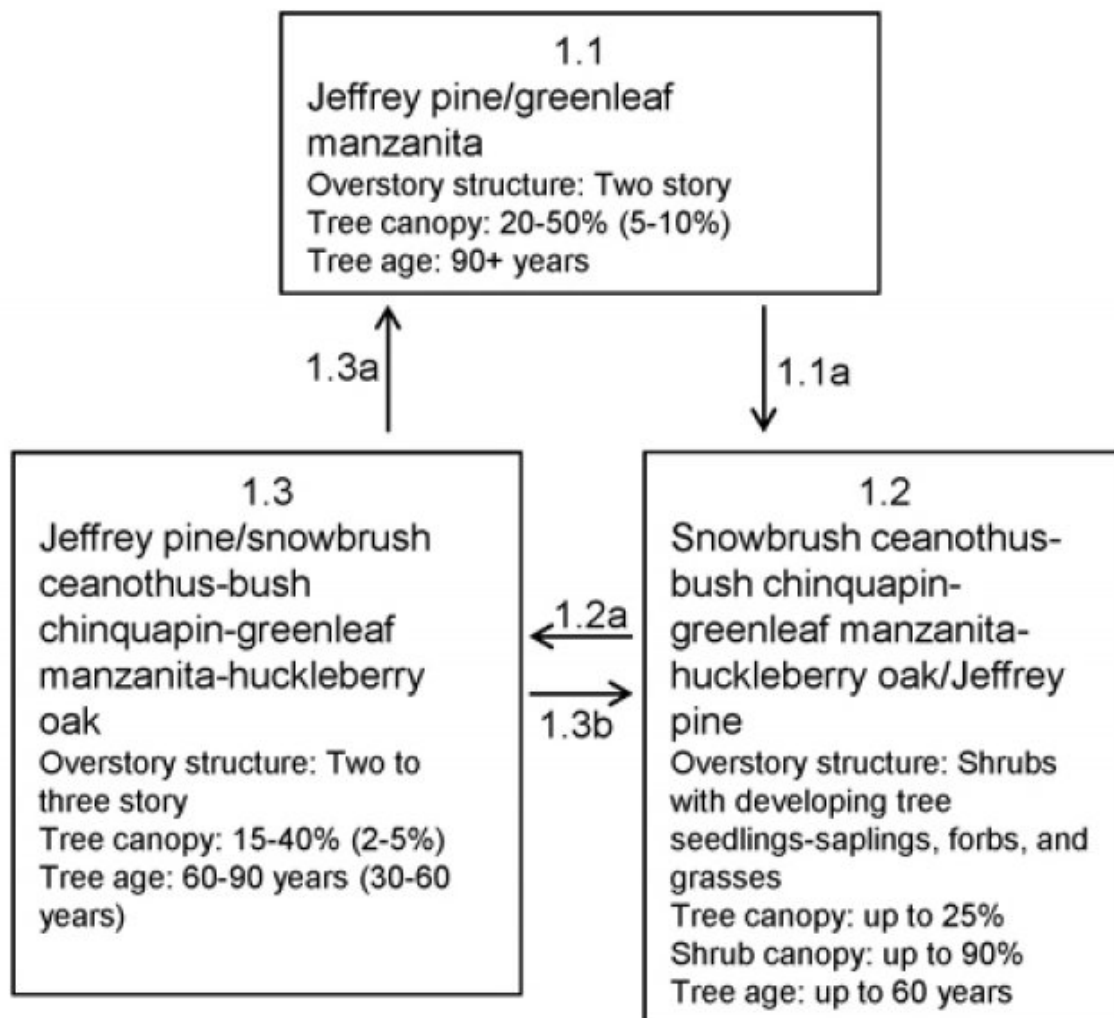 1.1
Jeffrey pine/greenleaf
manzanita
Overstory structure: Two story
Tree canopy: 20-50% (5-10%)
Tree age: 90+ years
1.3a
1.1a
1.3
Jeffrey pine/snowbrush
ceanothus-bush
chinquapin-greenleaf
manzanita-huckleberry
oak
Overstory structure: Two to
three story
Tree canopy: 15-40% (2-5%)
Tree age: 60-90 years (30-60
years)
1.2a
1.3b
1.2
Snowbrush ceanothus-
bush chinquapin-
greenleaf manzanita-
huckleberry oak/Jeffrey
pine
Overstory structure: Shrubs
with developing tree
seedlings-saplings, forbs, and
grasses
Tree canopy: up to 25%
Shrub canopy: up to 90%
Tree age: up to 60 years